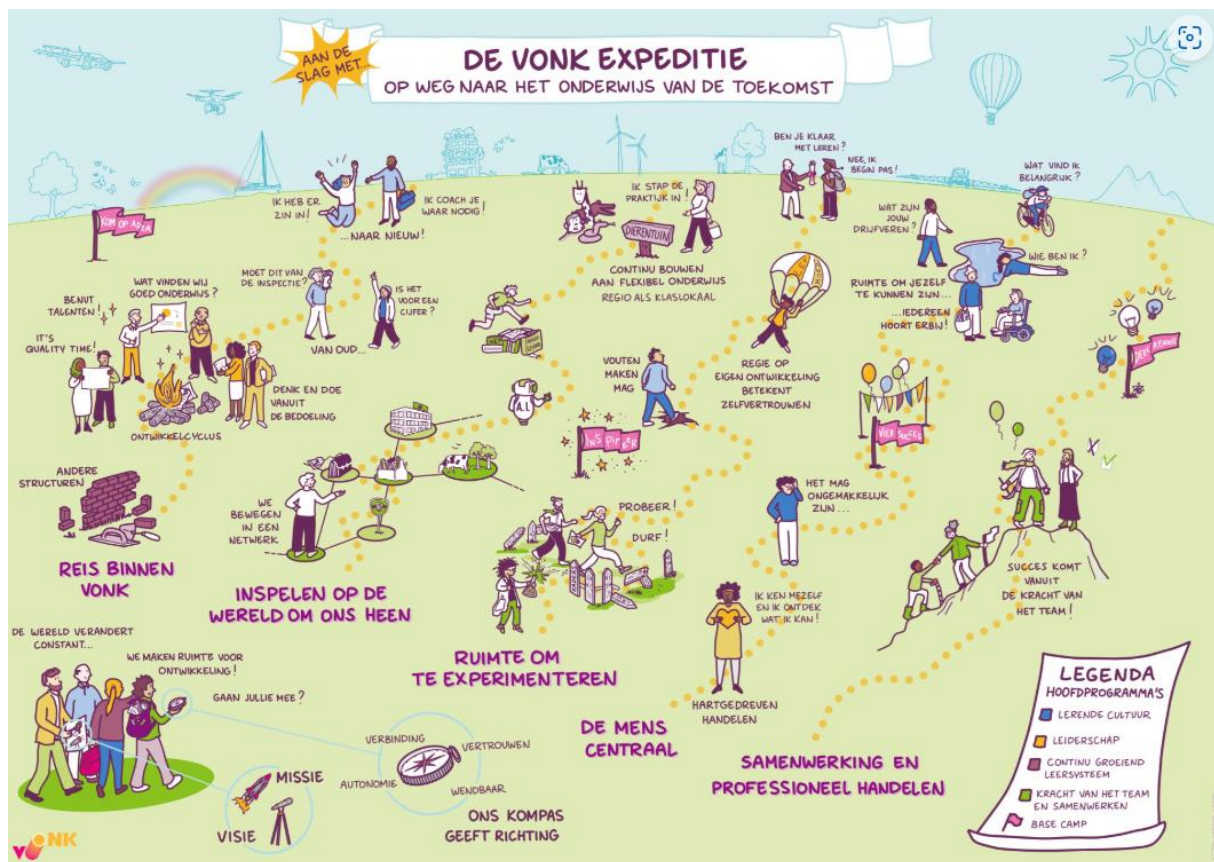 AAN DE
SLAG MET...
DE VONK EXPEDITIE
OP WEG NAAR HET ONDERWIJS VAN DE TOEKOMST
BEN JE KLAAR
MET LEREN?
NEE, IK
BEGIN PAS!
WAT VIND IK
BELANGRIJK?
IK HEB ER
ZIN IN!
IK COACH JE
WAAR NODIG!
...NAAR NIEUW!
IK STAP DE
PRAKTIJK IN!
DIERENTUIN
CONTINU BOUWEN
AAN FLEXIBEL ONDERWIJS
REGIO ALS KLASLOKAAL
WAT ZIJN
JOUW
DRIJFVEREN?
WIE BEN IK?
RUIMTE OM JEZELF
TE KUNNEN ZIJN...
...IEDEREEN
HOORT ERBIJ!
KOM OP ADEM
WAT VINDEN WIJ
GOED ONDERWIJS?
BENUT
TALENTEN!
IT'S
QUALITY TIME!
DENK EN DOE
VANUIT
DE BEDOELING
ONTWIKKELCYCLUS
MOET DIT VAN
DE INSPECTIE?
IS HET
VOOR EEN
CIJFER?
VAN OUD...
VOUTEN
MAKEN
MAG
REGIE OP
EIGEN ONTWIKKELING
BETEKENT
ZELFVERTROUWEN
DEEL KENNIS
A.I.
INSPIREER
VIER SUCCES
ANDERE
STRUCTUREN
REIS BINNEN
VONK
WE
BEWEGEN
IN EEN
NETWERK
INSPELEN OP DE
WERELD OM ONS HEEN
PROBEER!
DURF!
RUIMTE OM
TE EXPERIMENTEREN
HET MAG
ONGEMAKKELIJK
ZIJN...
IK KEN MEZELF
EN IK ONTDEK
WAT IK KAN!
HARTGEDREVEN
HANDELEN
DE MENS
CENTRAAL
SUCCES KOMT
VANUIT
DE KRACHT VAN
HET TEAM!
SAMENWERKING EN
PROFESSIONEEL HANDELEN
DE WERELD VERANDERT
CONSTANT...
WE MAKEN RUIMTE VOOR
ONTWIKKELING!
GAAN JULLIE MEE?
MISSIE
VISIE
VERBINDING
VERTROUWEN
AUTONOMIE
WENDBAAR
ONS KOMPAS
GEEFT RICHTING
LEGENDA
HOOFDPROGRAMMA'S
LERENDE CULTUUR
LEIDERSCHAP
CONTINU GROEIEND
LEERSYSTEEM
KRACHT VAN HET TEAM
EN SAMENWERKEN
BASE CAMP
VONK